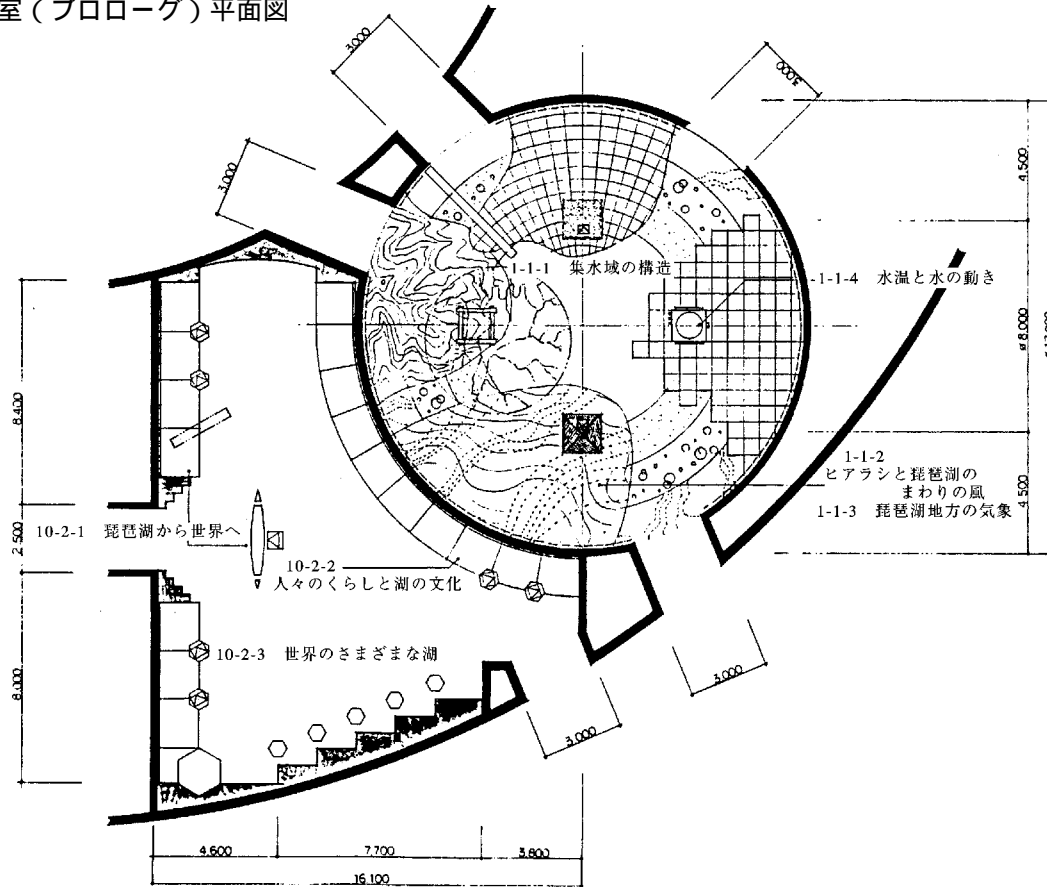 室（プロローグ）平面図
3.000
3.000
3.000
4.500
ø8.000
4.500
1-1-1　集水域の構造
1-1-4　水温と水の動き
1-1-2
ヒアラシと琵琶湖の
まわりの風
1-1-3　琵琶湖地方の気象
8.400
2.500
8.000
10-2-1　琵琶湖から世界へ
10-2-2
人々のくらしと湖の文化
10-2-3　世界のさまざまな湖
3.000
3.000
4.600
7.700
3.800
16.100